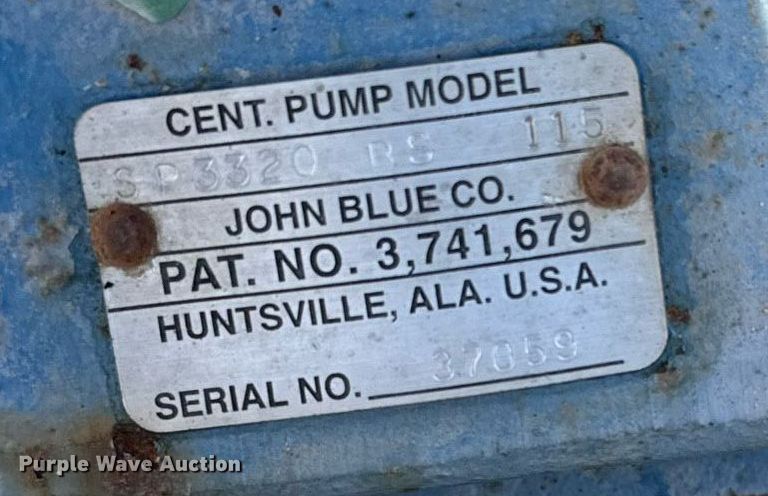 CENT. PUMP MODEL
SP3320 RS 115
JOHN BLUE CO.
PAT. NO. 3,741,679
HUNTSVILLE, ALA. U.S.A.
SERIAL NO. 37059
Purple Wave Auction